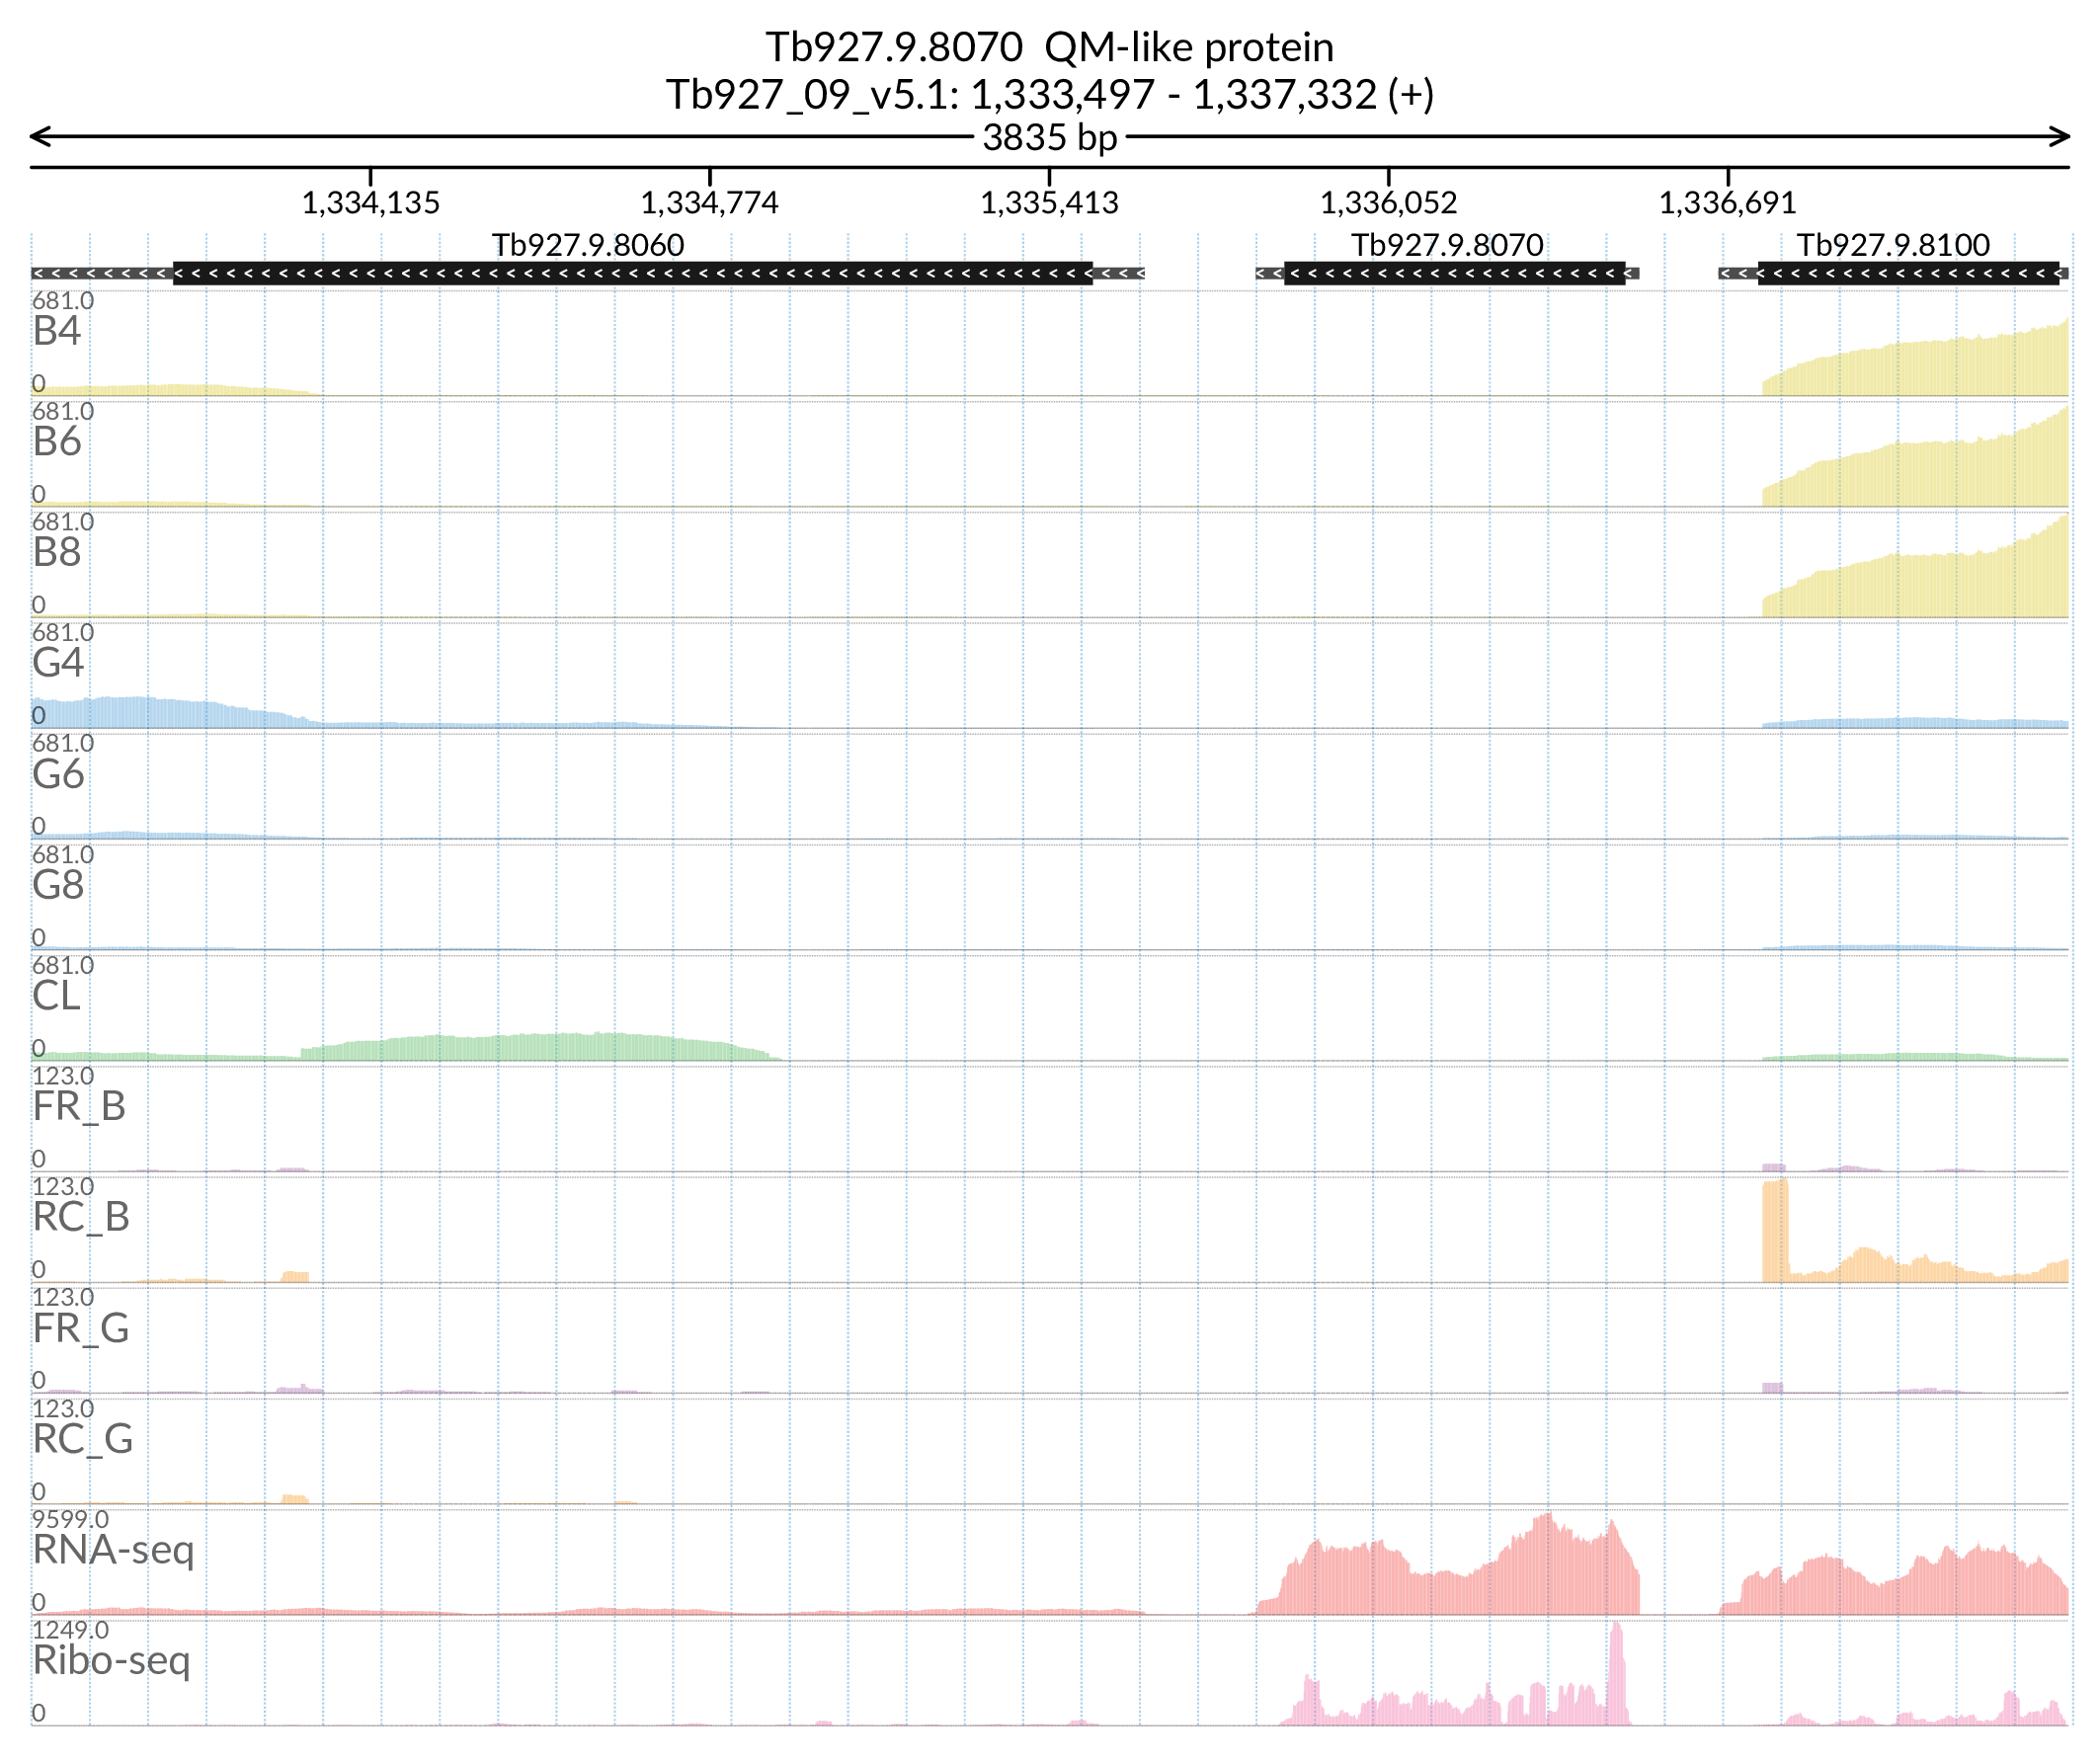 Tb927.9.8070 QM-like protein
Tb927_09_v5.1: 1,333,497 - 1,337,332 (+)
3835 bp
1,334,135 1,334,774 1,335,413 1,336,052 1,336,691
Tb927.9.8060 Tb927.9.8070 Tb927.9.8100
681.0
B4
0
681.0
B6
0
681.0
B8
0
681.0
G4
0
681.0
G6
0
681.0
G8
0
681.0
CL
0
123.0
FR_B
0
123.0
RC_B
0
123.0
FR_G
0
123.0
RC_G
0
9599.0
RNA-seq
0
1249.0
Ribo-seq
0